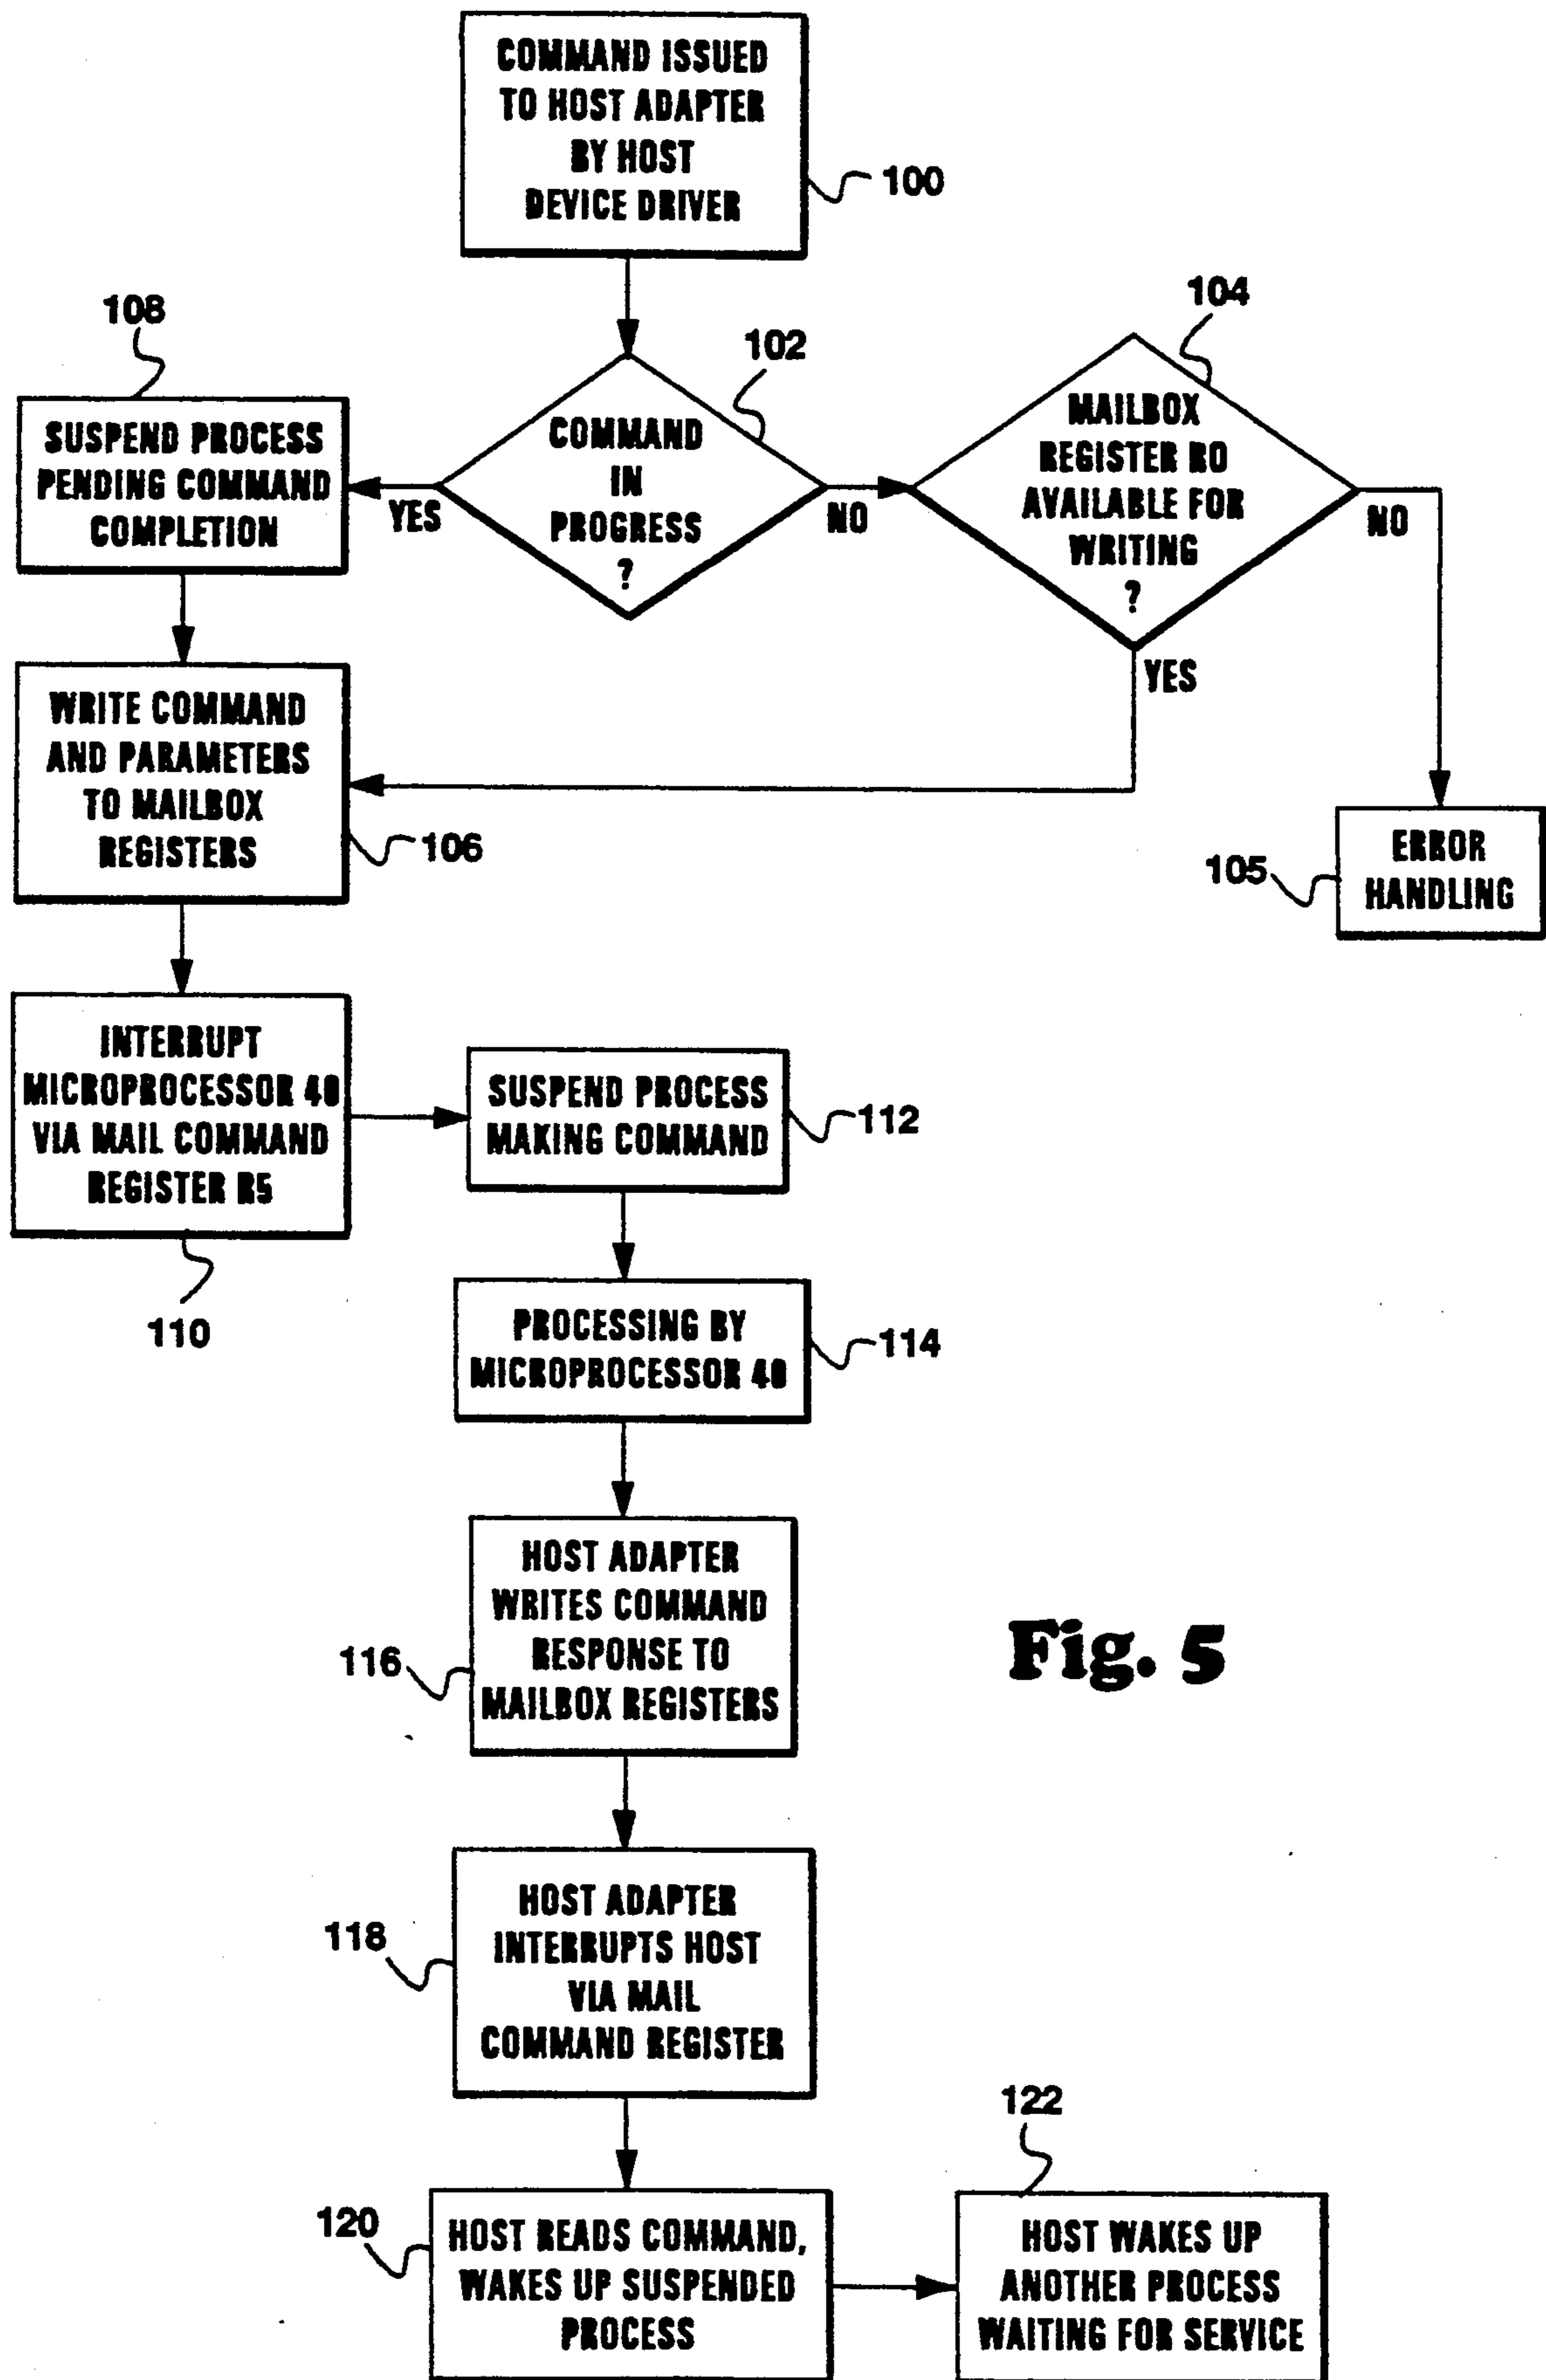 COMMAND ISSUED
TO HOST ADAPTER
BY HOST
DEVICE DRIVER
100
104
108
102
MAILBOX
REGISTER R0
AVAILABLE FOR
WRITING
?
COMMAND
IN
PROGRESS
?
SUSPEND PROCESS
PENDING COMMAND
COMPLETION
YES
NO
NO
YES
WRITE COMMAND
AND PARAMETERS
TO MAILBOX
REGISTERS
106
105
ERROR
HANDLING
INTERRUPT
MICROPROCESSOR 40
VIA MAIL COMMAND
REGISTER R5
110
SUSPEND PROCESS
MAKING COMMAND
112
PROCESSING BY
MICROPROCESSOR 40
114
HOST ADAPTER
WRITES COMMAND
RESPONSE TO
MAILBOX REGISTERS
116
Fig. 5
HOST ADAPTER
INTERRUPTS HOST
VIA MAIL
COMMAND REGISTER
118
122
120
HOST READS COMMAND,
WAKES UP SUSPENDED
PROCESS
HOST WAKES UP
ANOTHER PROCESS
WAITING FOR SERVICE